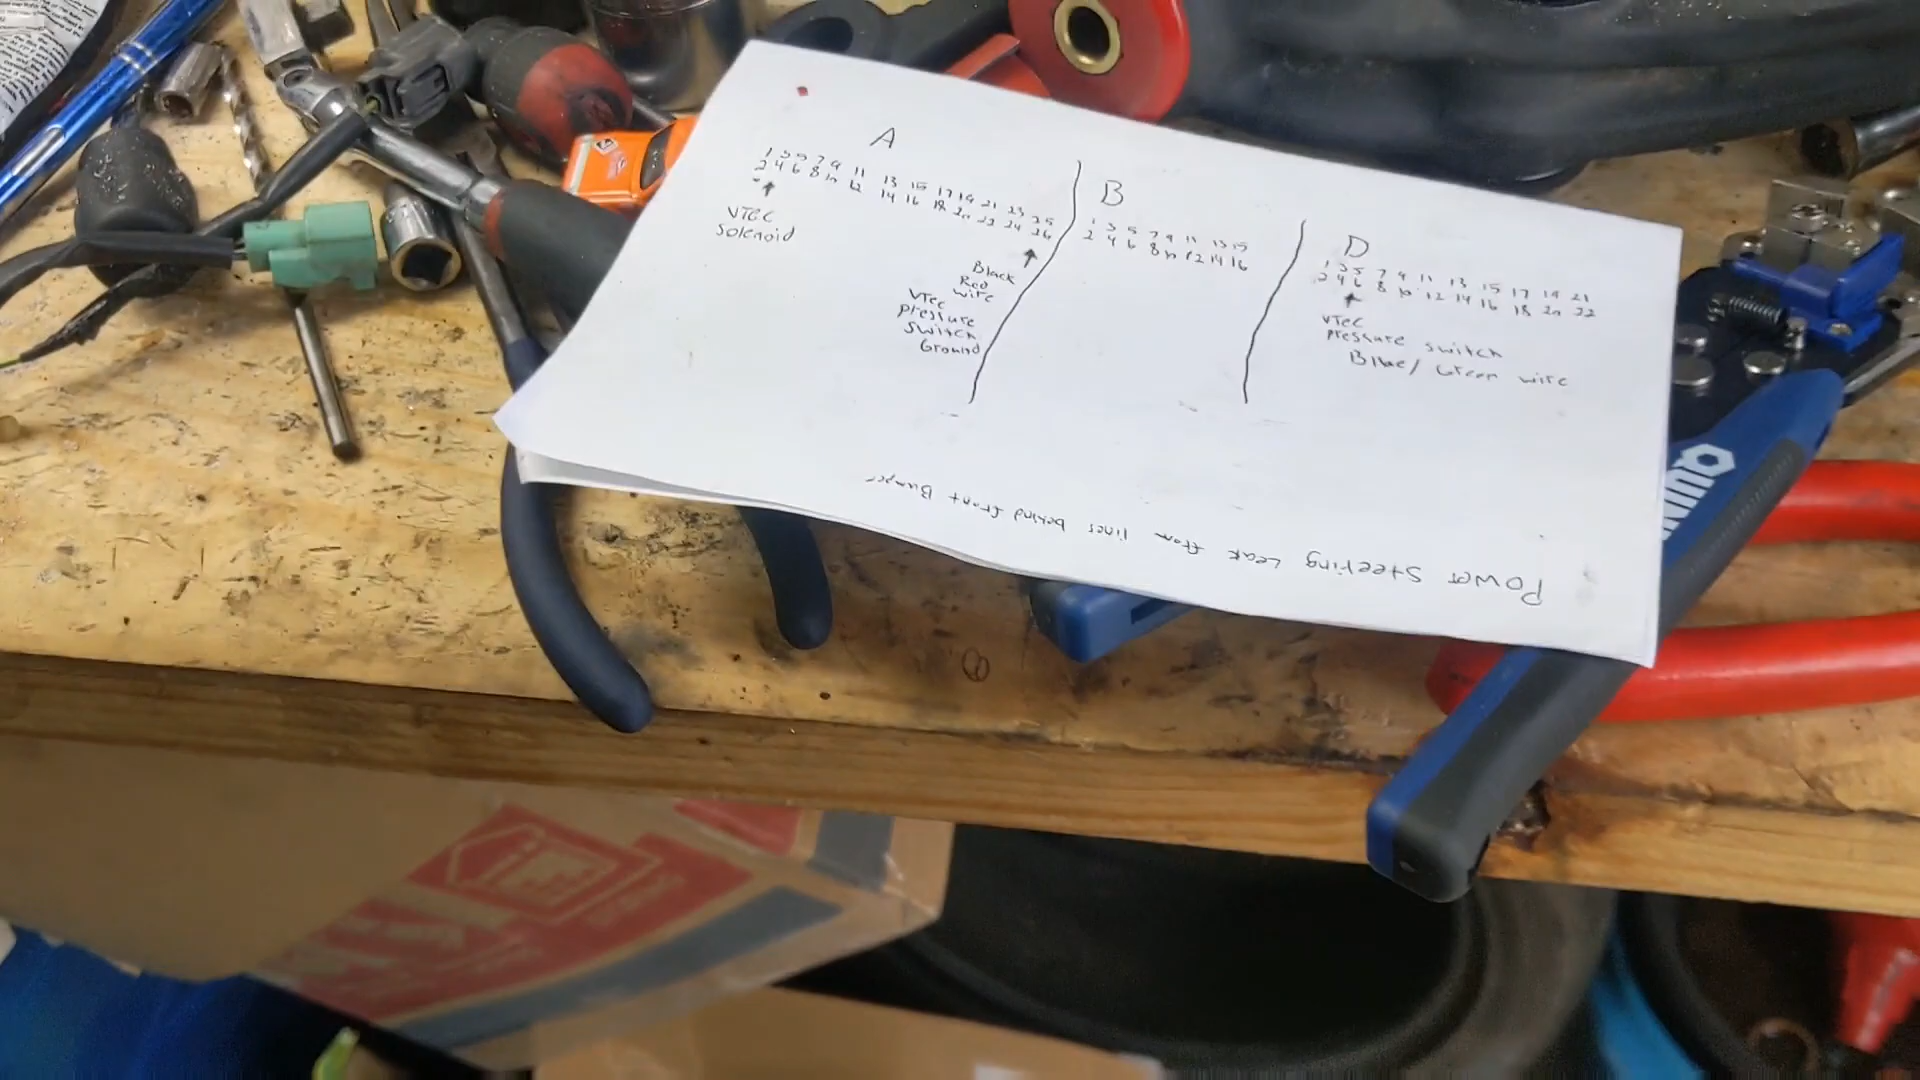 A
1 3 5 7 9 11 13 15 17 19 21 23 25
2 4 6 8 10 12 14 16 18 20 22 24 26
VTEC
Solenoid
Black
Red
wire
VTEC
Pressure
Switch
Ground
B
1 3 5 7 9 11 13 15
2 4 6 8 10 12 14 16
D
1 3 5 7 9 11 13 15 17 19 21
2 4 6 8 10 12 14 16 18 20 22
VTEC
Pressure switch
Blue/ Green wire
Power Steering Leak from lines behind front Bumper